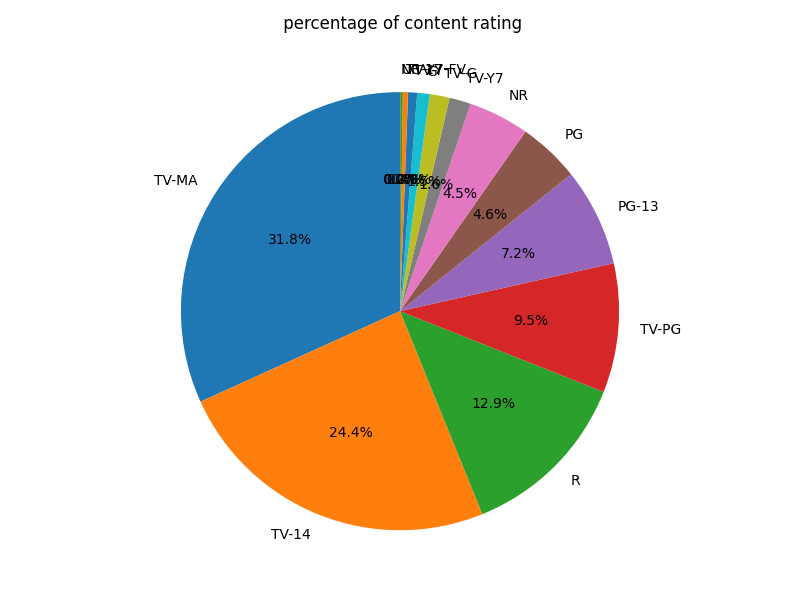 percentage of content rating
TV-G
TV-Y7
NR
PG
TV-MA
1.6%
4.5%
PG-13
4.6%
31.8%
7.2%
9.5%
TV-PG
12.9%
24.4%
R
TV-14